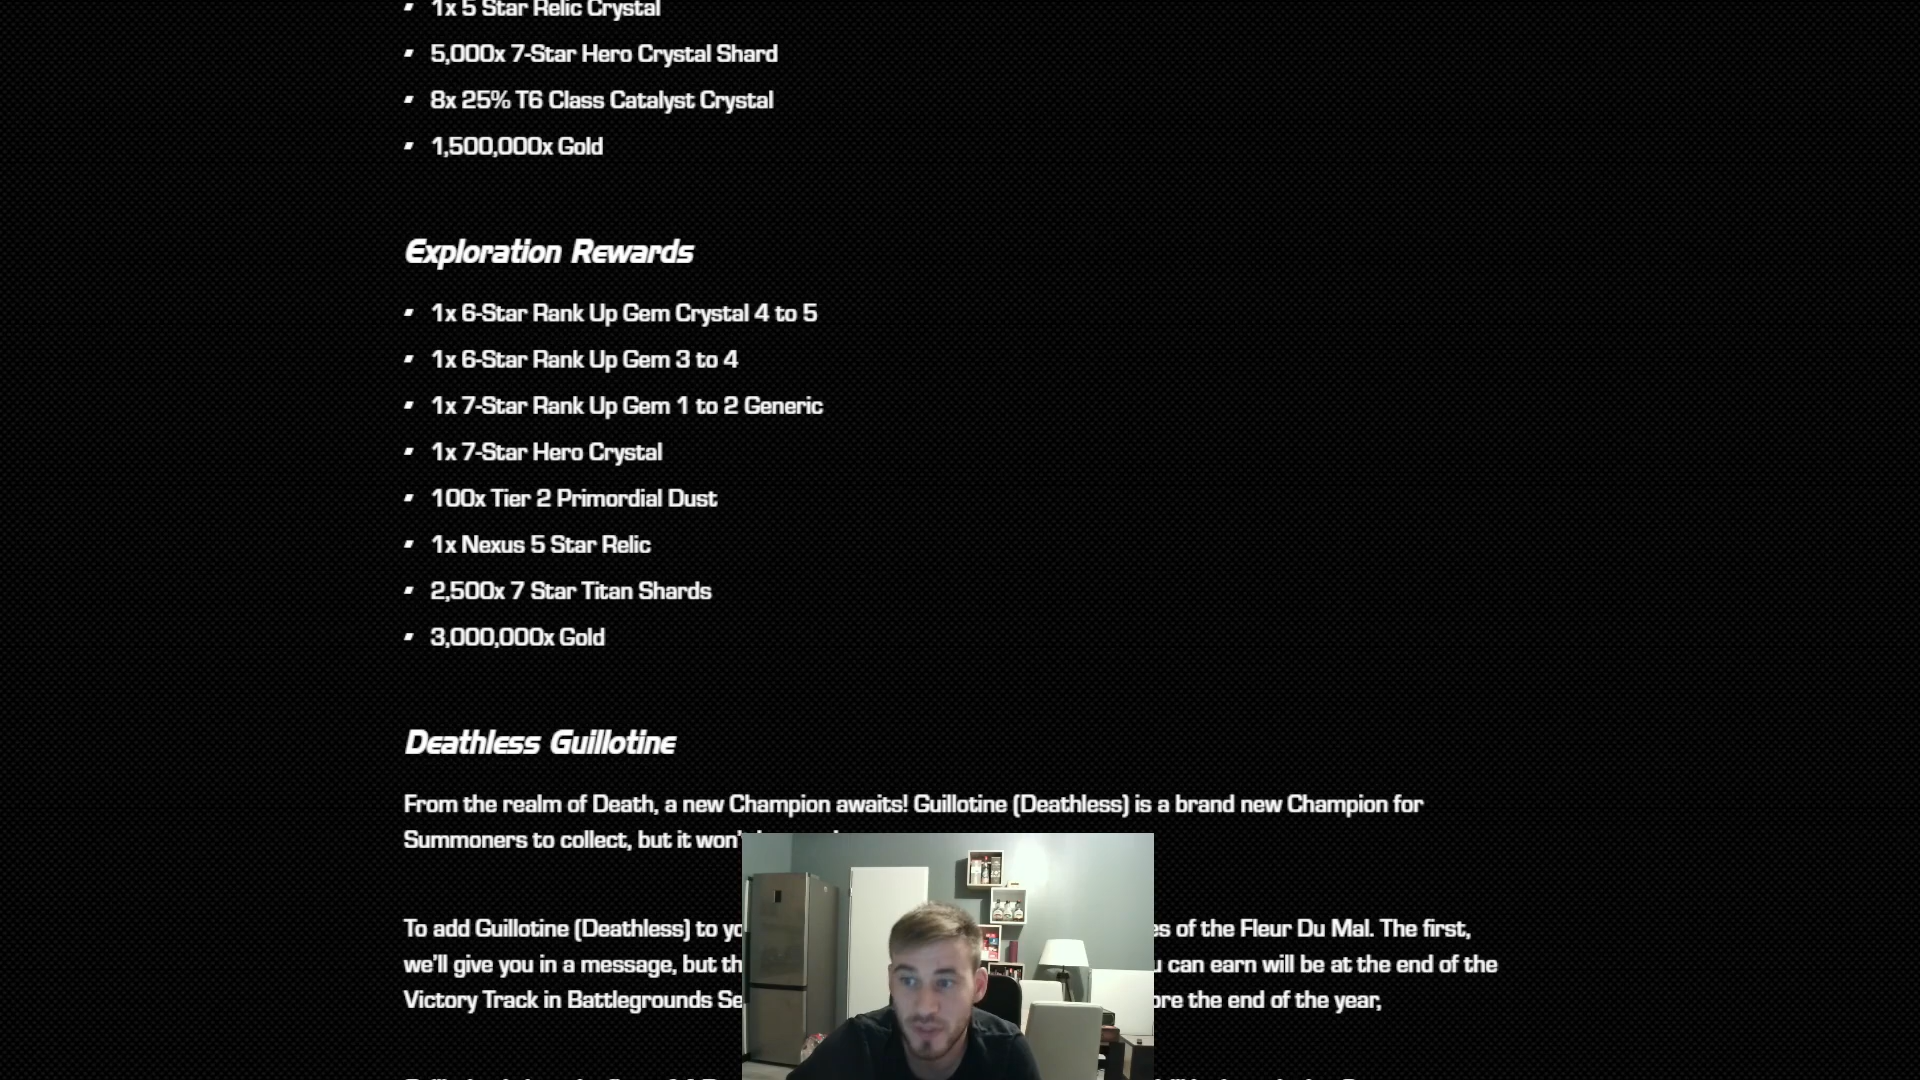 1x 5 Star Relic Crystal
5,000x 7-Star Hero Crystal Shard
8x 25% T6 Class Catalyst Crystal
1,500,000x Gold
Exploration Rewards
1x 6-Star Rank Up Gem Crystal 4 to 5
1x 6-Star Rank Up Gem 3 to 4
1x 7-Star Rank Up Gem 1 to 2 Generic
1x 7-Star Hero Crystal
100x Tier 2 Primordial Dust
1x Nexus 5 Star Relic
2,500x 7 Star Titan Shards
3,000,000x Gold
Deathless Guillotine
From the realm of Death, a new Champion awaits! Guillotine (Deathless) is a brand new Champion for
Summoners to collect, but it won'
To add Guillotine (Deathless) to of the Fleur Du Mal. The first,
we'll give you in a message, but can earn will be at the end of the
Victory Track in Battlegrounds the end of the year,